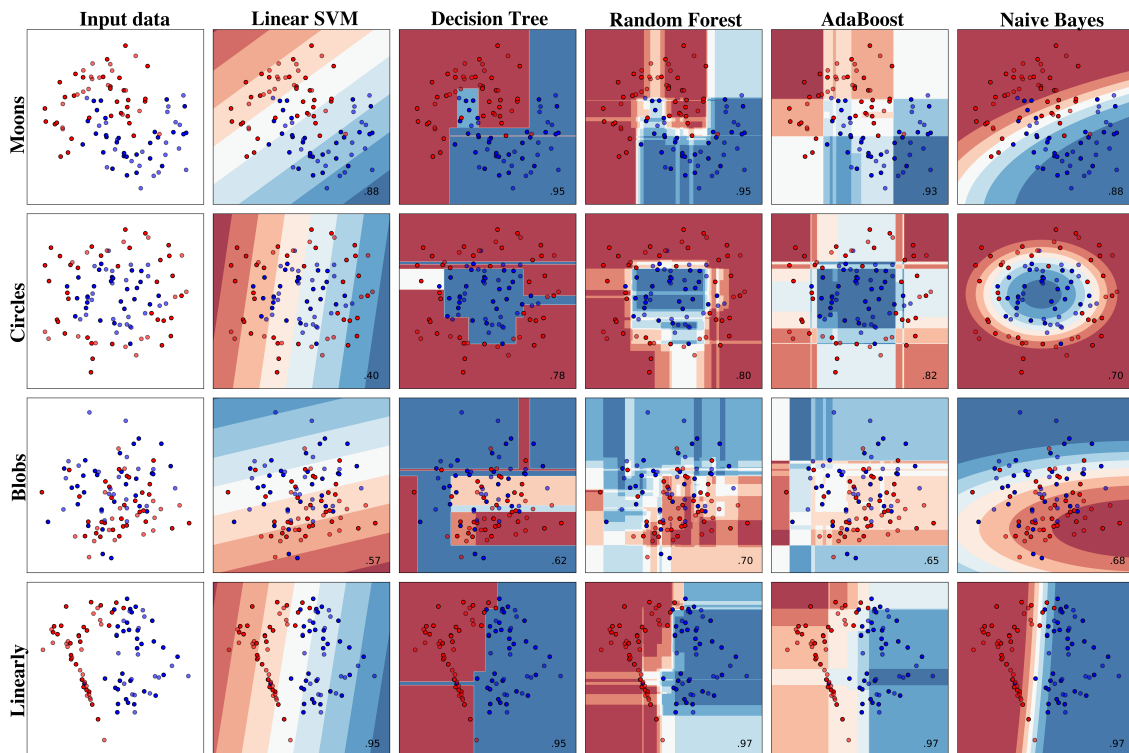 Input data Linear SVM Decision Tree Random Forest AdaBoost Naive Bayes
Moons .88 .95 .95 .93 .88
Circles .40 .78 .80 .82 .70
Blobs .57 .62 .70 .65 .68
Linearly .95 .95 .97 .97 .97